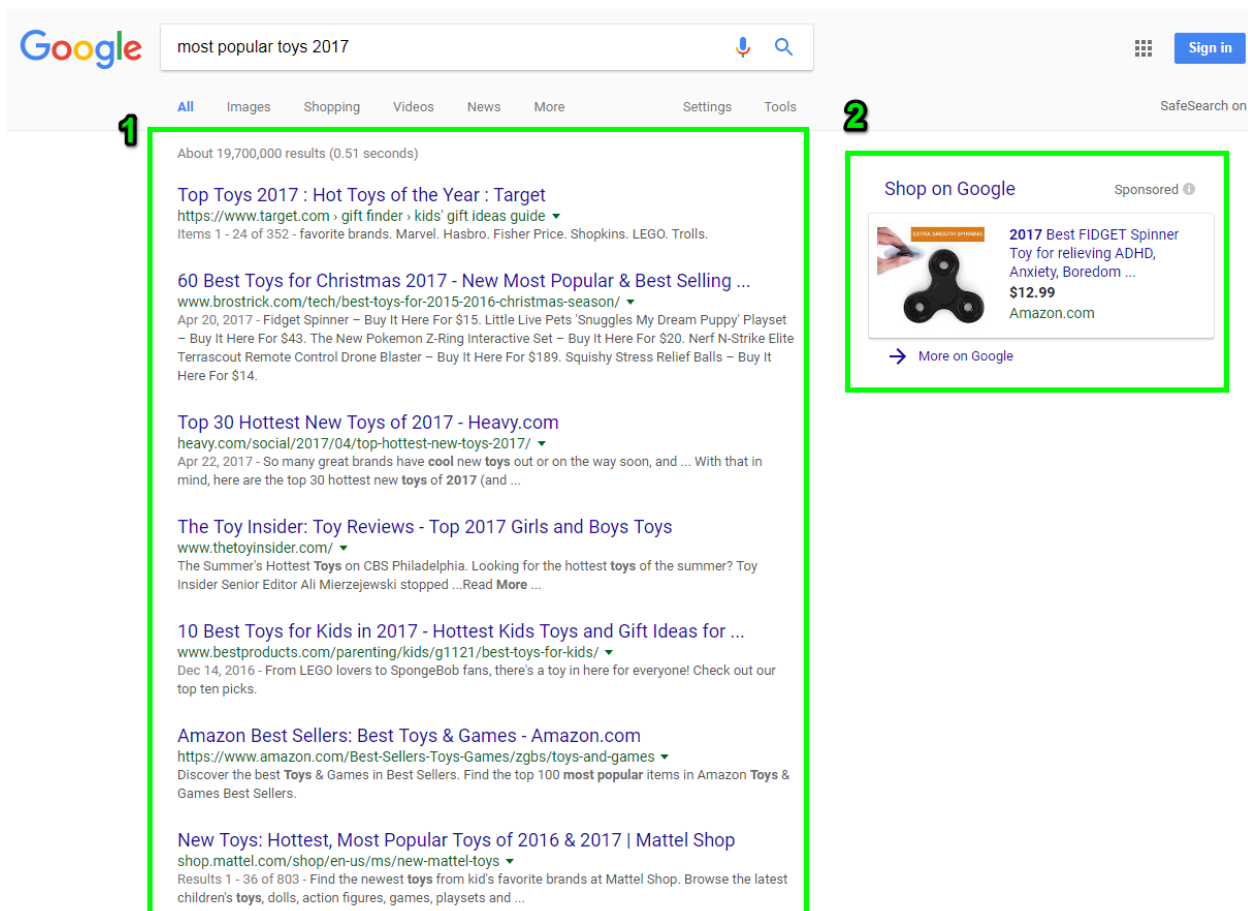 Google
most popular toys 2017
Sign in
All Images Shopping Videos News More Settings Tools
SafeSearch on
1
2
About 19,700,000 results (0.51 seconds)
Top Toys 2017 : Hot Toys of the Year : Target
https://www.target.com › gift finder › kids' gift ideas guide
Items 1 - 24 of 352 - favorite brands. Marvel. Hasbro. Fisher Price. Shopkins. LEGO. Trolls.
60 Best Toys for Christmas 2017 - New Most Popular & Best Selling ...
www.brostrick.com/tech/best-toys-for-2015-2016-christmas-season/
Apr 20, 2017 - Fidget Spinner – Buy It Here For $15. Little Live Pets 'Snuggles My Dream Puppy' Playset
– Buy It Here For $43. The New Pokemon Z-Ring Interactive Set – Buy It Here For $20. Nerf N-Strike Elite
Terrascout Remote Control Drone Blaster – Buy It Here For $189. Squishy Stress Relief Balls – Buy It
Here For $14.
Top 30 Hottest New Toys of 2017 - Heavy.com
heavy.com/social/2017/04/top-hottest-new-toys-2017/
Apr 22, 2017 - So many great brands have cool new toys out or on the way soon, and ... With that in
mind, here are the top 30 hottest new toys of 2017 (and ...
The Toy Insider: Toy Reviews - Top 2017 Girls and Boys Toys
www.thetoyinsider.com/
The Summer's Hottest Toys on CBS Philadelphia. Looking for the hottest toys of the summer? Toy
Insider Senior Editor Ali Mierzejewski stopped ...Read More ...
10 Best Toys for Kids in 2017 - Hottest Kids Toys and Gift Ideas for ...
www.bestproducts.com/parenting/kids/g1121/best-toys-for-kids/
Dec 14, 2016 - From LEGO lovers to SpongeBob fans, there's a toy in here for everyone! Check out our
top ten picks.
Amazon Best Sellers: Best Toys & Games - Amazon.com
https://www.amazon.com/Best-Sellers-Toys-Games/zgbs/toys-and-games
Discover the best Toys & Games in Best Sellers. Find the top 100 most popular items in Amazon Toys &
Games Best Sellers.
New Toys: Hottest, Most Popular Toys of 2016 & 2017 | Mattel Shop
shop.mattel.com/shop/en-us/ms/new-mattel-toys
Results 1 - 36 of 803 - Find the newest toys from kid's favorite brands at Mattel Shop. Browse the latest
children's toys, dolls, action figures, games, playsets and ...
Shop on Google Sponsored
EXTRA SMOOTH SPINNING
2017 Best FIDGET Spinner
Toy for relieving ADHD,
Anxiety, Boredom ...
$12.99
Amazon.com
More on Google